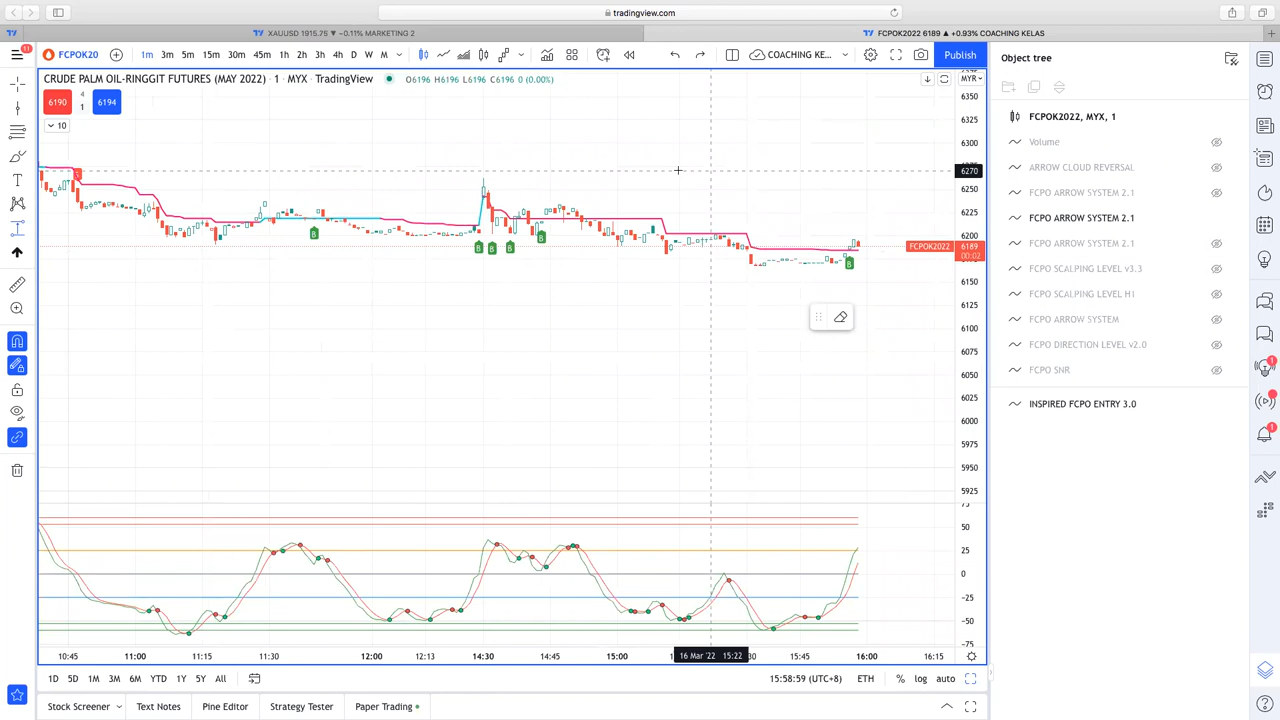 tradingview.com
XAUUSD 1915.75 ▼ −0.11% MARKETING 2
FCPOK2022 6189 ▲ +0.93% COACHING KELAS
11
FCPOK20
1m 3m 5m 15m 30m 45m 1h 2h 3h 4h D W M
COACHING KE...
Publish
CRUDE PALM OIL-RINGGIT FUTURES (MAY 2022) · 1 · MYX · TradingView
O6196 H6196 L6196 C6196 0 (0.00%)
MYR
6190
4
1
6194
10
6350
6325
6300
6270
6250
6225
6200
FCPOK2022 6189
00:02
6150
6125
6100
6075
6050
6025
6000
5975
5950
5925
S
B
B
B
B
B
B
75
50
25
0
−25
−50
−75
10:45 11:00 11:15 11:30 12:00 12:13 14:30 14:45 15:00 16 Mar '22 15:22 30 15:45 16:00 16:15
1D 5D 1M 3M 6M YTD 1Y 5Y All
15:58:59 (UTC+8) ETH % log auto
Stock Screener Text Notes Pine Editor Strategy Tester Paper Trading
Object tree
FCPOK2022, MYX, 1
Volume
ARROW CLOUD REVERSAL
FCPO ARROW SYSTEM 2.1
FCPO ARROW SYSTEM 2.1
FCPO ARROW SYSTEM 2.1
FCPO SCALPING LEVEL v3.3
FCPO SCALPING LEVEL H1
FCPO ARROW SYSTEM
FCPO DIRECTION LEVEL v2.0
FCPO SNR
INSPIRED FCPO ENTRY 3.0
1
1